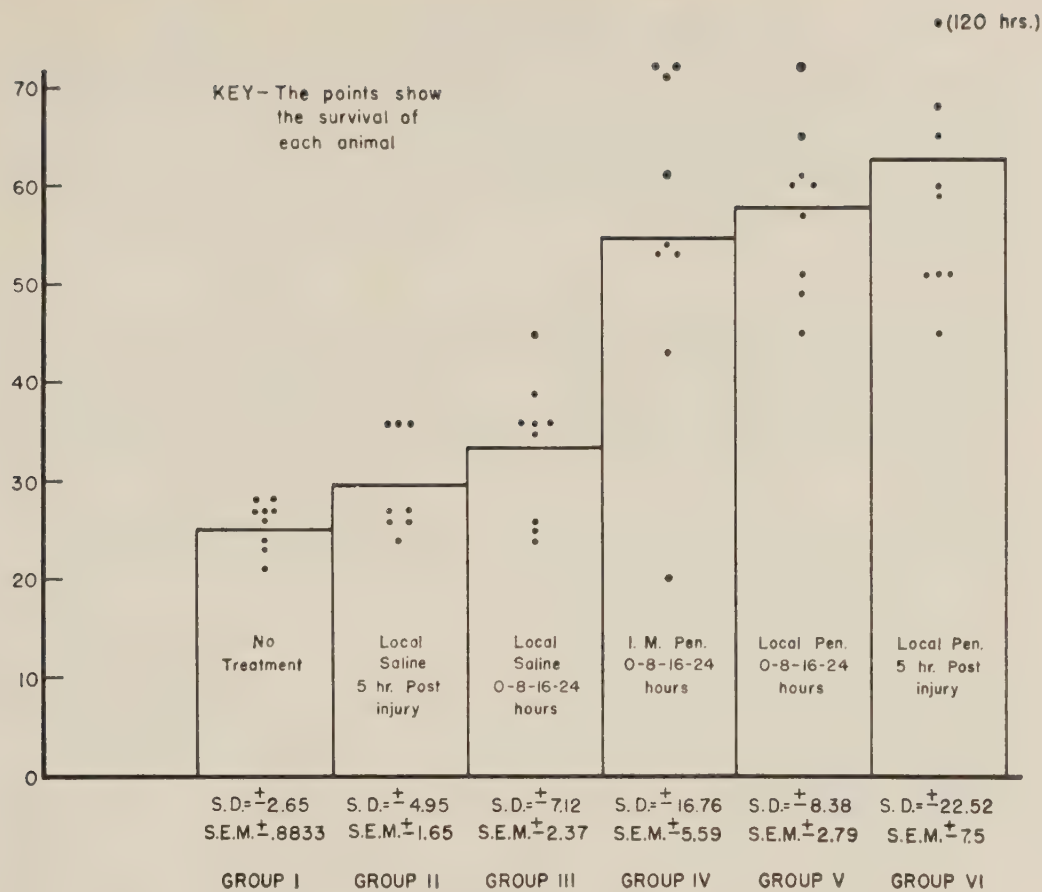 •(120 hrs.)
KEY-The points show
the survival of
each animal
70
60
50
40
30
20
10
0
No
Treatment
Local
Saline
5 hr. Post
injury
Local
Saline
0-8-16-24
hours
I. M. Pen.
0-8-16-24
hours
Local Pen.
0-8-16-24
hours
Local Pen.
5 hr. Post
injury
S.D.=±2.65
S.E.M.±.8833
GROUP I
S.D.=±4.95
S.E.M.±1.65
GROUP II
S.D.=±7.12
S.E.M.±2.37
GROUP III
S.D.=±16.76
S.E.M.±5.59
GROUP IV
S.D.=±8.38
S.E.M.±2.79
GROUP V
S.D.=±22.52
S.E.M.±7.5
GROUP VI